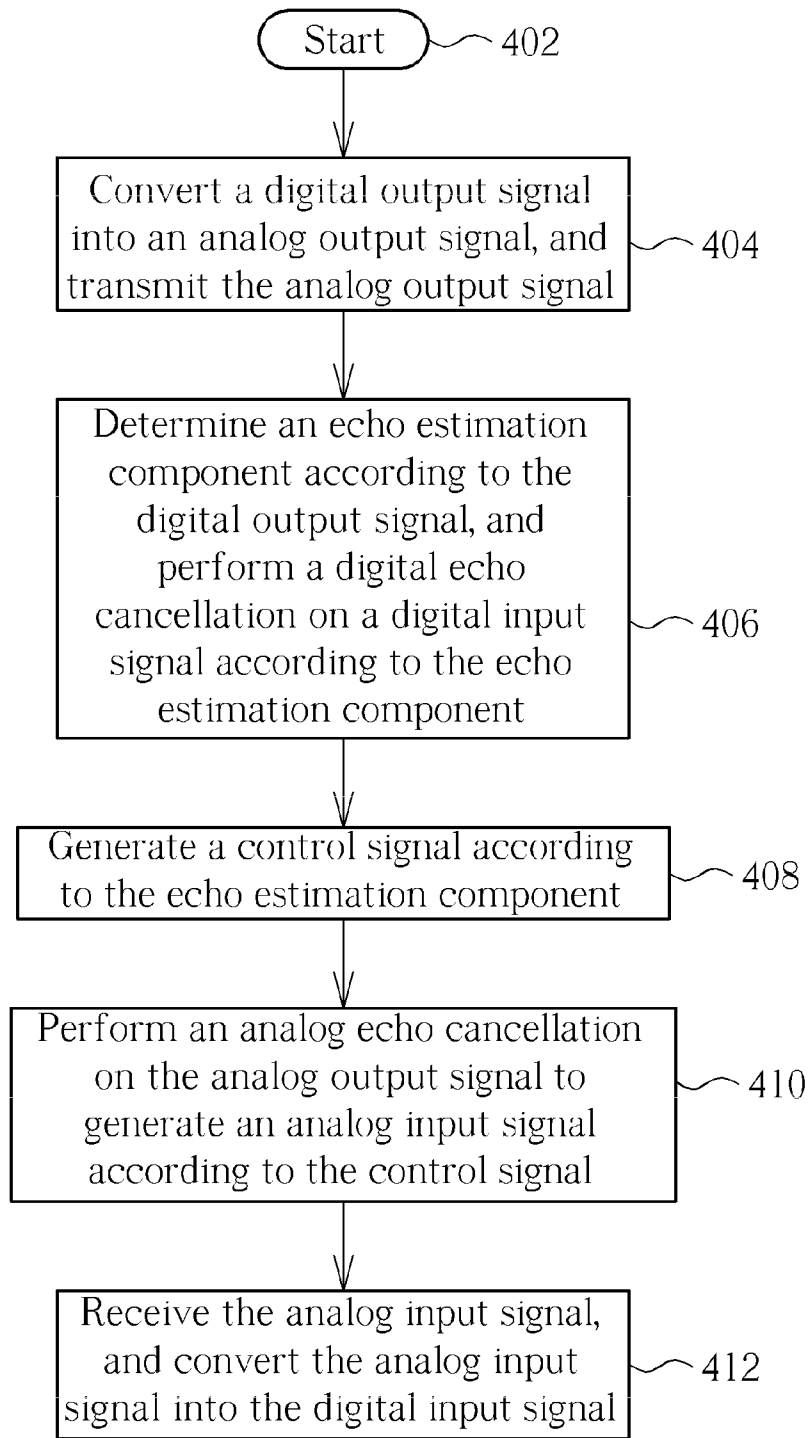 Start
402
Convert a digital output signal
into an analog output signal, and
transmit the analog output signal
404
Determine an echo estimation
component according to the
digital output signal, and
perform a digital echo
cancellation on a digital input
signal according to the echo
estimation component
406
Generate a control signal according
to the echo estimation component
408
Perform an analog echo cancellation
on the analog output signal to
generate an analog input signal
according to the control signal
410
Receive the analog input signal,
and convert the analog input
signal into the digital input signal
412